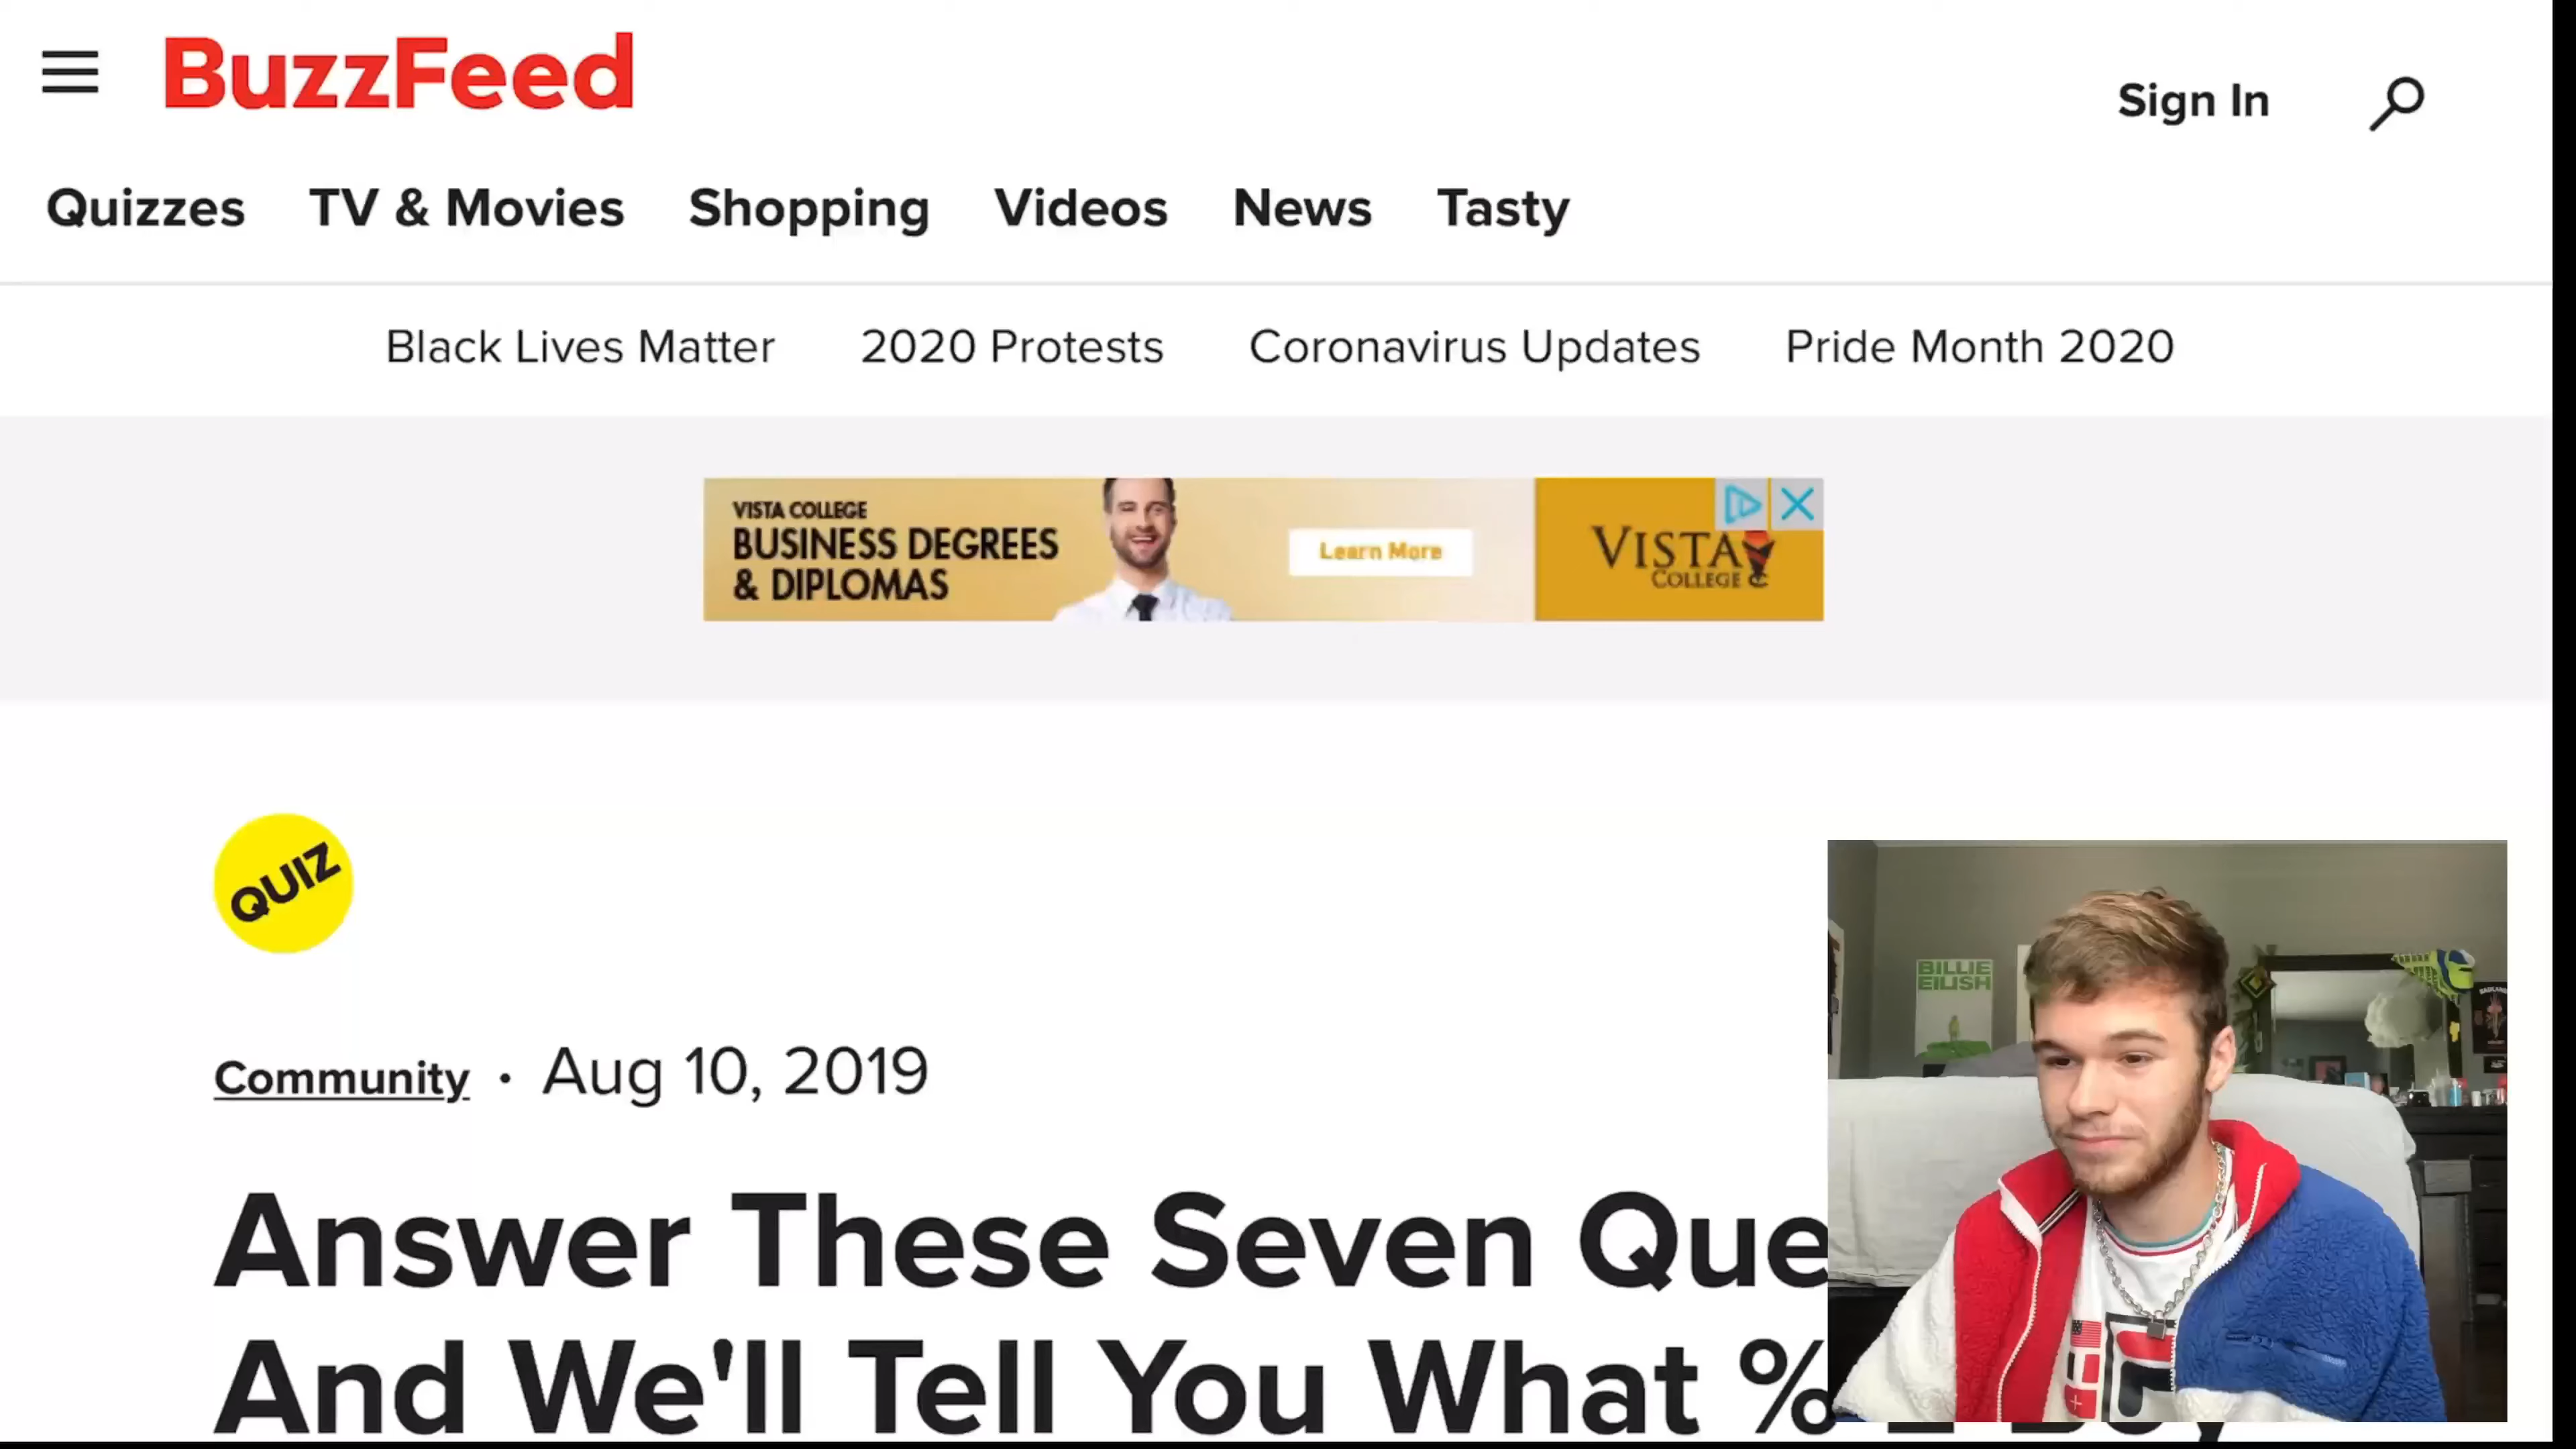 BuzzFeed
Sign In
Quizzes TV & Movies Shopping Videos News Tasty
Black Lives Matter 2020 Protests Coronavirus Updates Pride Month 2020
VISTA COLLEGE
BUSINESS DEGREES
& DIPLOMAS
Learn More
VISTA
COLLEGE
QUIZ
Community · Aug 10, 2019
Answer These Seven Que
And We'll Tell You What %
BILLIE
EILISH